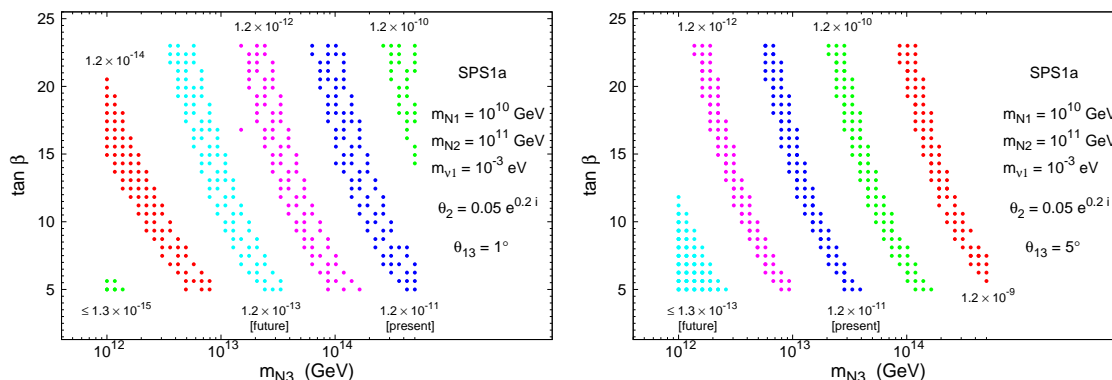 25
20
15
10
5
tan β
1.2 × 10⁻¹⁴
1.2 × 10⁻¹²
1.2 × 10⁻¹⁰
SPS1a
m_N1 = 10¹⁰ GeV
m_N2 = 10¹¹ GeV
m_ν1 = 10⁻³ eV
θ₂ = 0.05 e^0.2 i
θ₁₃ = 1°
≤ 1.3 × 10⁻¹⁵
1.2 × 10⁻¹³
[future]
1.2 × 10⁻¹¹
[present]
10¹² 10¹³ 10¹⁴
m_N3 (GeV)
25
20
15
10
5
tan β
1.2 × 10⁻¹²
1.2 × 10⁻¹⁰
SPS1a
m_N1 = 10¹⁰ GeV
m_N2 = 10¹¹ GeV
m_ν1 = 10⁻³ eV
θ₂ = 0.05 e^0.2 i
θ₁₃ = 5°
≤ 1.3 × 10⁻¹³
[future]
1.2 × 10⁻¹¹
[present]
1.2 × 10⁻⁹
10¹² 10¹³ 10¹⁴
m_N3 (GeV)